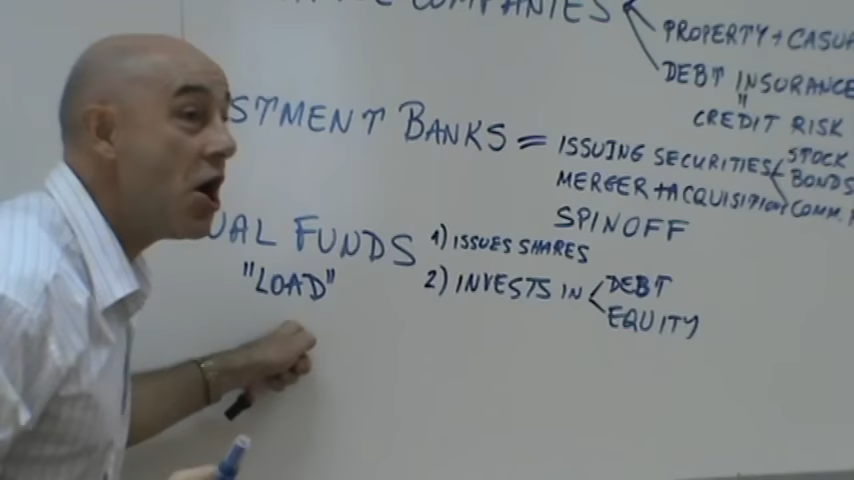 COMPANIES
PROPERTY + CASUA
DEBT INSURANCE
"
CREDIT RISK
STMENT BANKS = ISSUING SECURITIES STOCK
BONDS
MERGER + ACQUISITION COMM.
SPINOFF
UAL FUNDS 1) ISSUES SHARES
"LOAD" 2) INVESTS IN DEBT
EQUITY